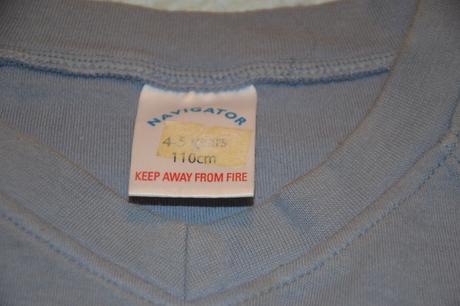 NAVIGATOR
4-5 years
110cm
KEEP AWAY FROM FIRE